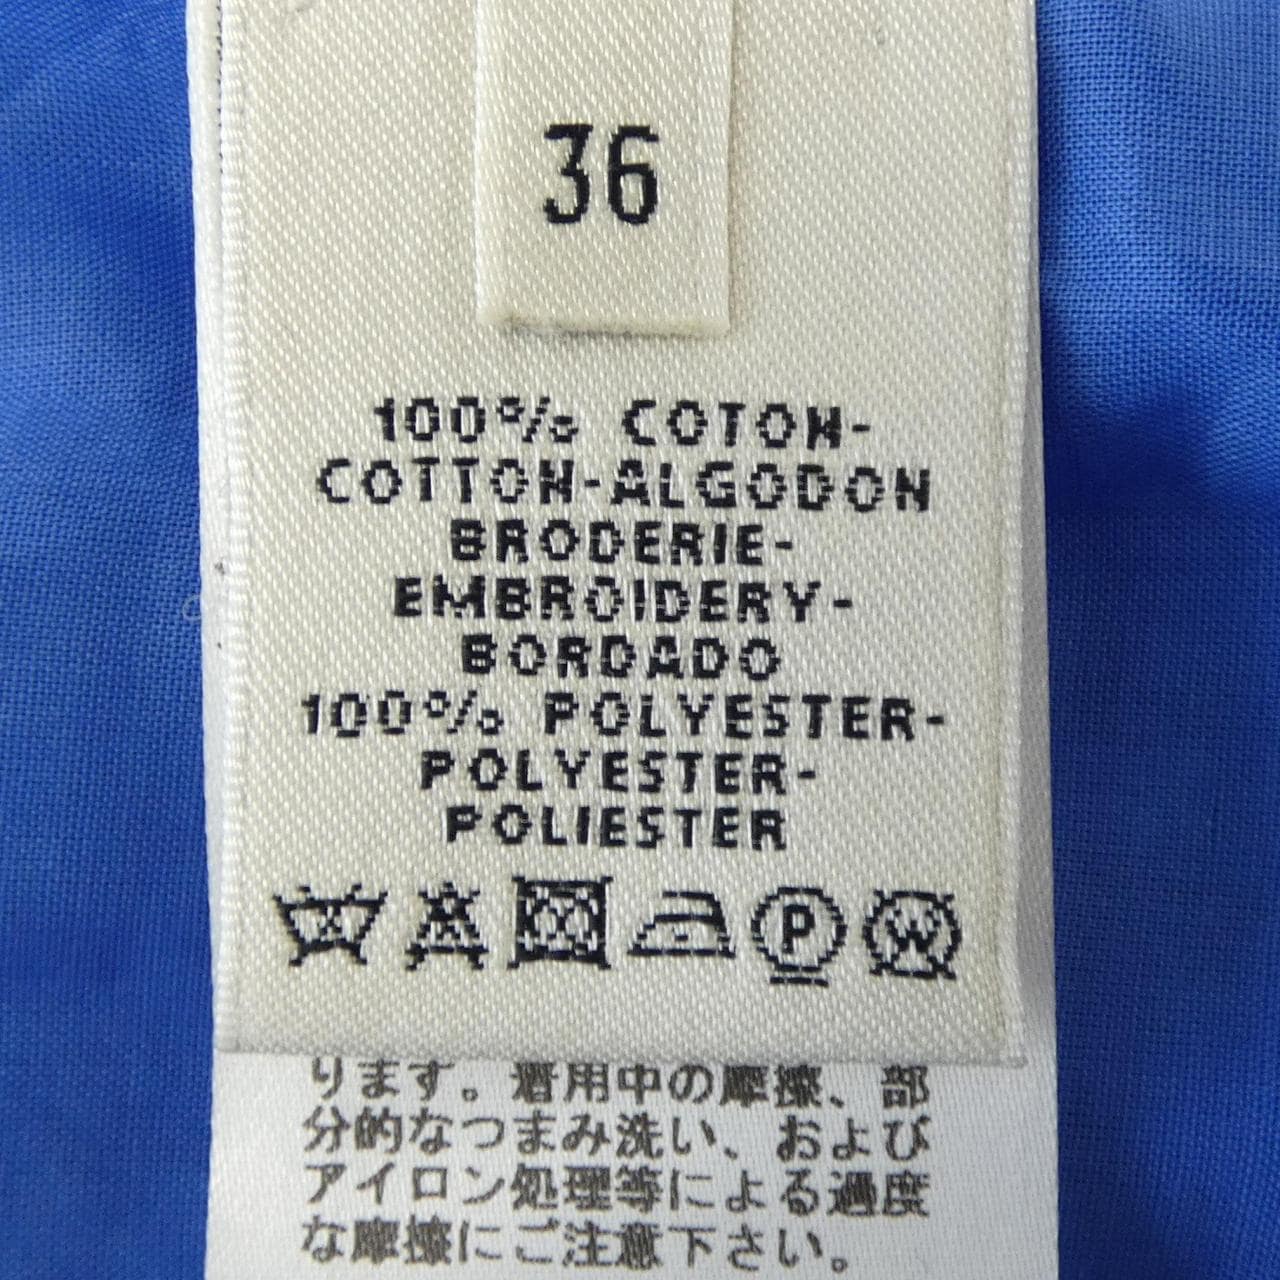 36
100% COTON-
COTTON-ALGODON
BRODERIE-
EMBROIDERY-
BORDADO
100% POLYESTER-
POLYESTER-
POLIESTER
P W
ります。着用中の摩擦、部
分的なつまみ洗い、および
アイロン処理等による過度
な摩擦にご注意下さい。